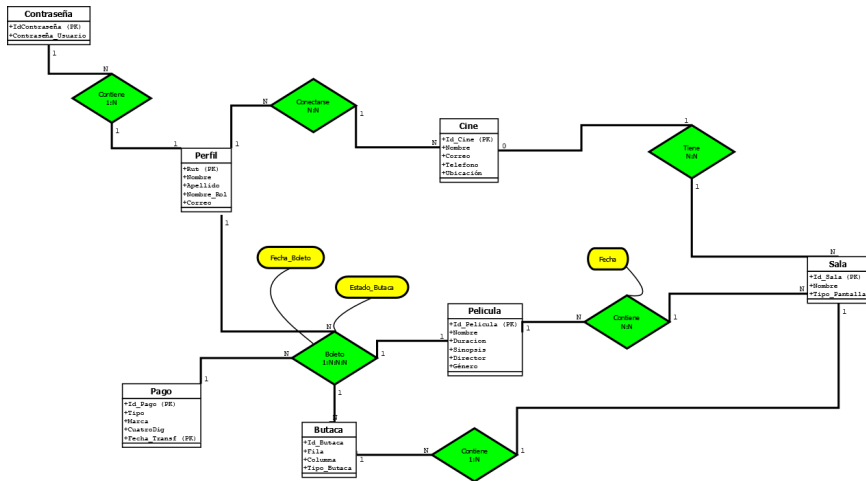 Contraseña
+IdContraseña (PK)
+Contraseña_Usuario
1
N
Contiene
1:N
1
1
Perfil
+Rut (PK)
+Nombre
+Apellido
+Nombre_Rol
+Correo
1
N
Conectarse
N:N
1
N
Cine
+Id_Cine (PK)
+Nombre
+Correo
+Telefono
+Ubicación
0
1
Tiene
N:N
1
N
Sala
+Id_Sala (PK)
+Nombre
+Tipo_Pantalla
1
N
1
Fecha_Boleto
Estado_Butaca
Fecha
N
Boleto
1:N:N:N
N
1
1
1
Pelicula
+Id_Pelicula (PK)
+Nombre
+Duracion
+Sinopsis
+Director
+Género
1
N
Contiene
N:N
1
N
Pago
+Id_Pago (PK)
+Tipo
+Marca
+CuatroDig
+Fecha_Transf (PK)
1
N
Butaca
+Id_Butaca
+Fila
+Columna
+Tipo_Butaca
1
N
Contiene
1:N
1